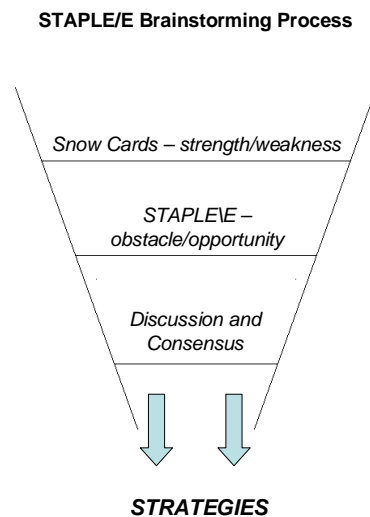 STAPLE/E Brainstorming Process
Snow Cards – strength/weakness
STAPLE\E –
obstacle/opportunity
Discussion and
Consensus
STRATEGIES